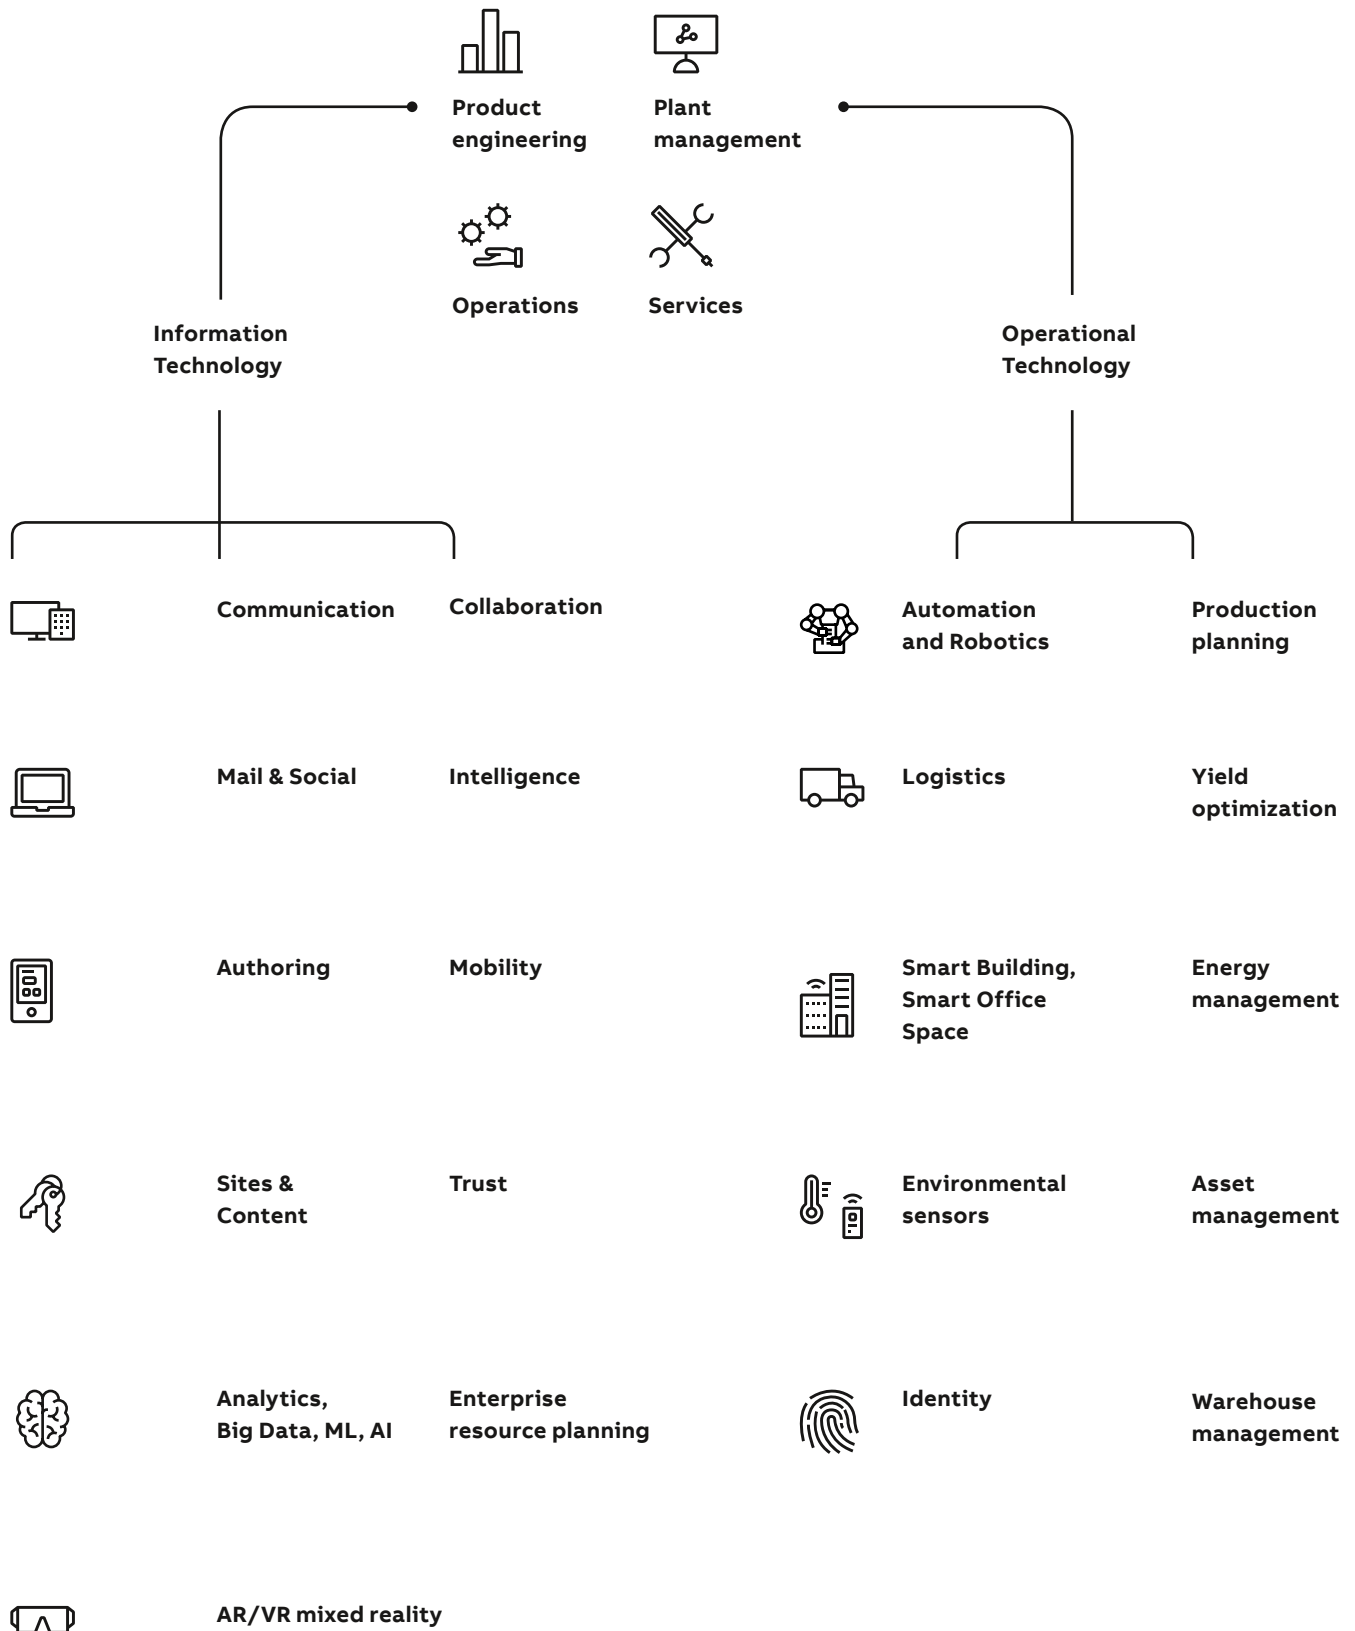 Product
engineering
Plant
management
Operations
Services
Information
Technology
Operational
Technology
Communication
Collaboration
Automation
and Robotics
Production
planning
Mail & Social
Intelligence
Logistics
Yield
optimization
Authoring
Mobility
Smart Building,
Smart Office
Space
Energy
management
Sites &
Content
Trust
Environmental
sensors
Asset
management
Analytics,
Big Data, ML, AI
Enterprise
resource planning
Identity
Warehouse
management
AR/VR mixed reality